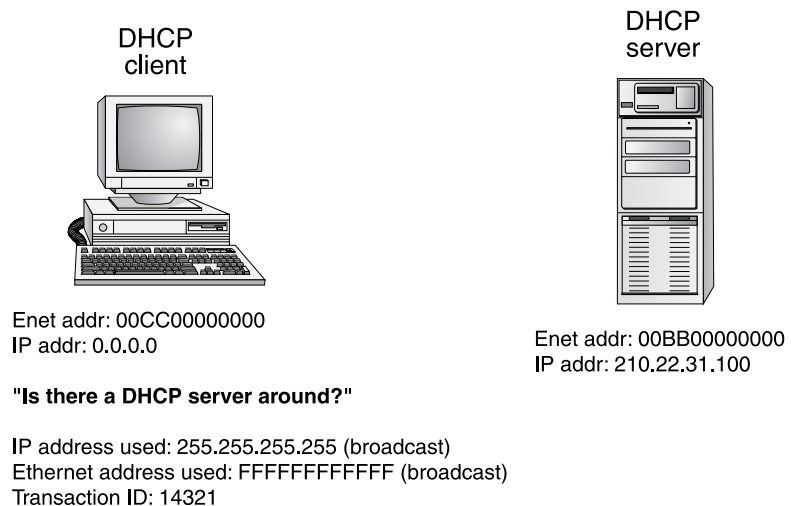 DHCP
client
DHCP
server
Enet addr: 00CC00000000
IP addr: 0.0.0.0
Enet addr: 00BB00000000
IP addr: 210.22.31.100
"Is there a DHCP server around?"
IP address used: 255.255.255.255 (broadcast)
Ethernet address used: FFFFFFFFFFFF (broadcast)
Transaction ID: 14321